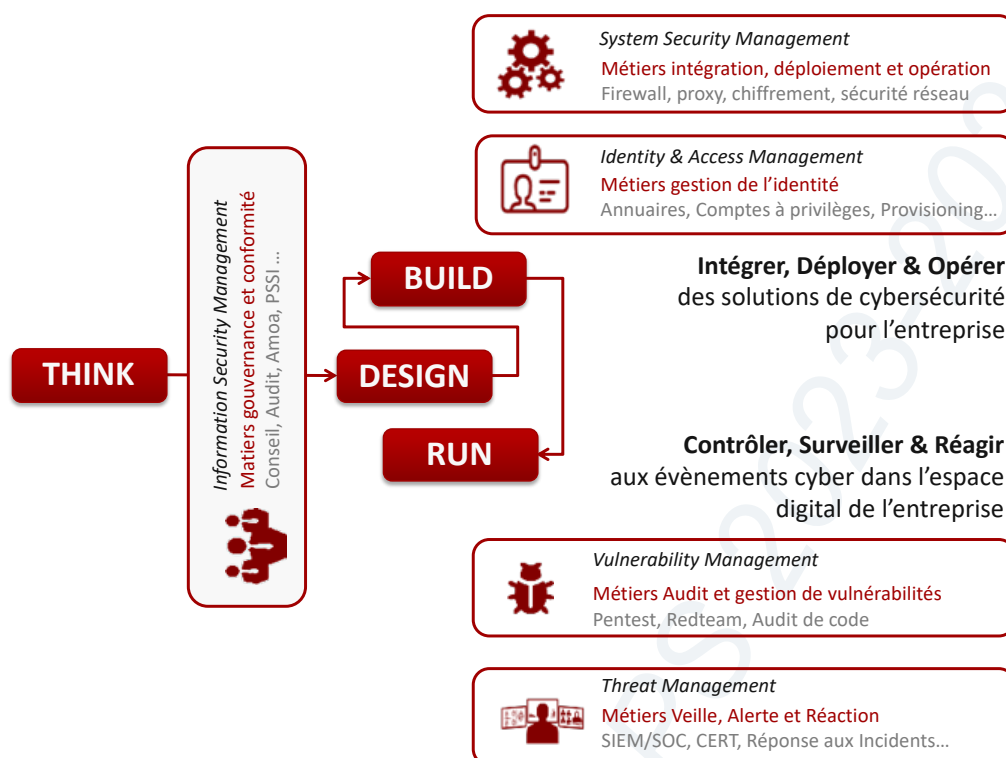 System Security Management
Métiers intégration, déploiement et opération
Firewall, proxy, chiffrement, sécurité réseau
Identity & Access Management
Métiers gestion de l’identité
Annuaires, Comptes à privilèges, Provisioning...
Information Security Management
Matiers gouvernance et conformité
Conseil, Audit, Amoa, PSSI ...
THINK
BUILD
DESIGN
RUN
Intégrer, Déployer & Opérer
des solutions de cybersécurité
pour l’entreprise
Contrôler, Surveiller & Réagir
aux évènements cyber dans l’espace
digital de l’entreprise
Vulnerability Management
Métiers Audit et gestion de vulnérabilités
Pentest, Redteam, Audit de code
Threat Management
Métiers Veille, Alerte et Réaction
SIEM/SOC, CERT, Réponse aux Incidents...